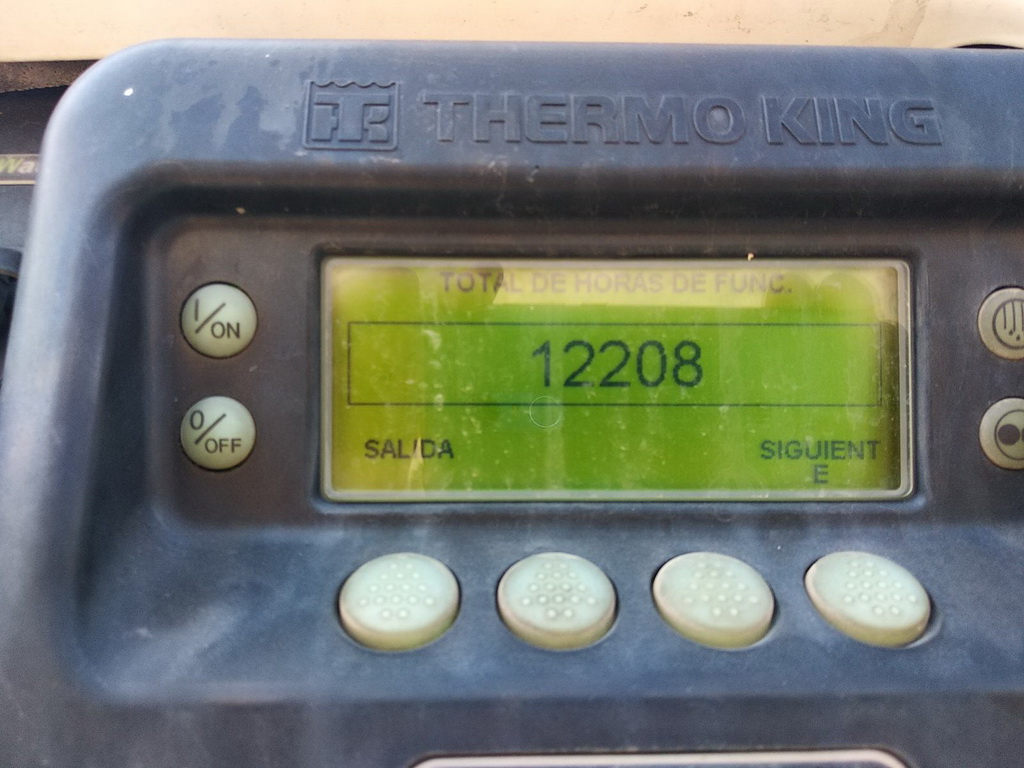 THERMO KING
I/ON
O/OFF
TOTAL DE HORAS DE FUNC.
12208
SALIDA
SIGUIENT
E